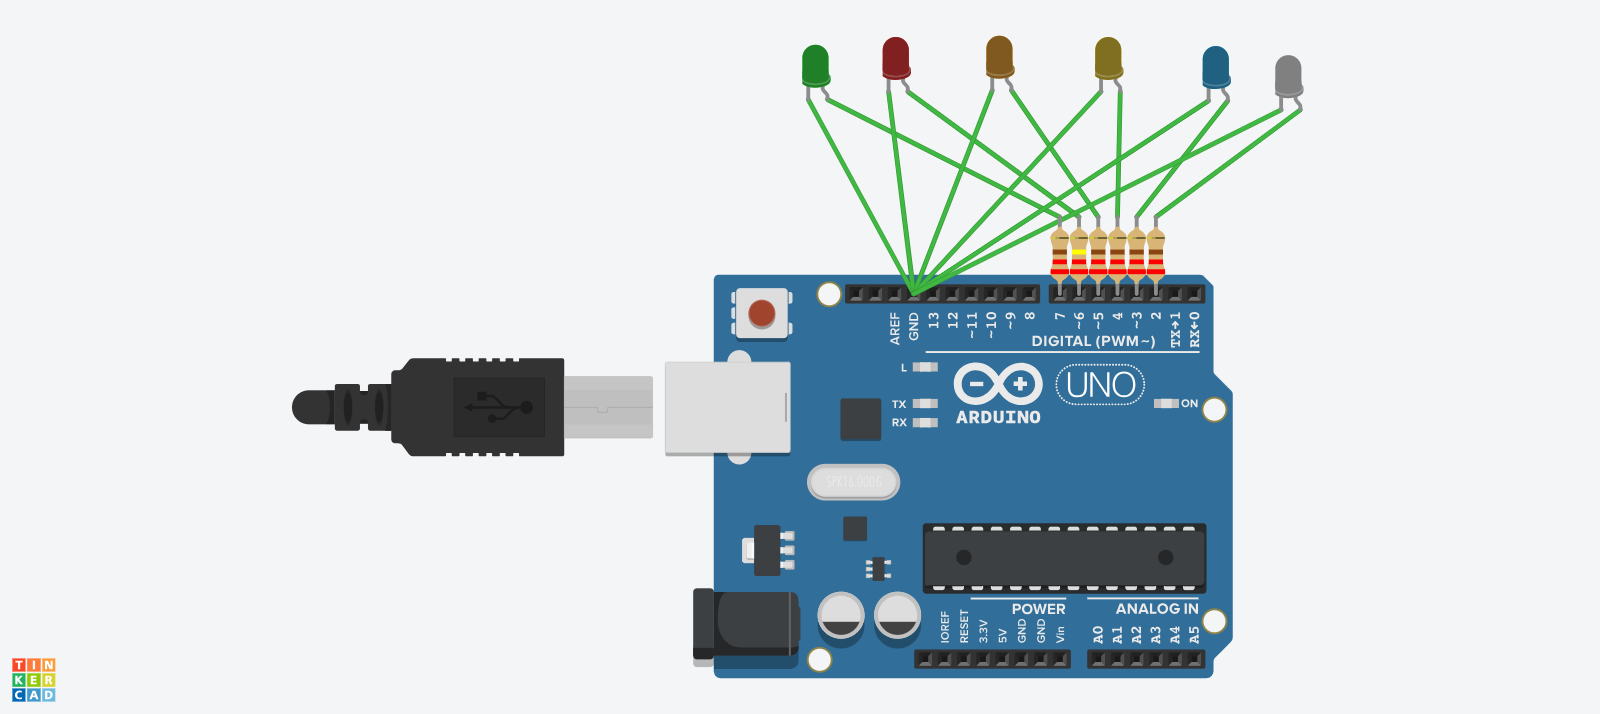 AREF
GND
13
12
~11
~10
~9
8
7
~6
~5
4
~3
2
TX→1
RX←0
DIGITAL (PWM~)
L
TX
RX
ARDUINO
UNO
ON
SPK16.000G
POWER
ANALOG IN
IOREF
RESET
3.3V
5V
GND
GND
Vin
A0
A1
A2
A3
A4
A5
TIN
KER
CAD